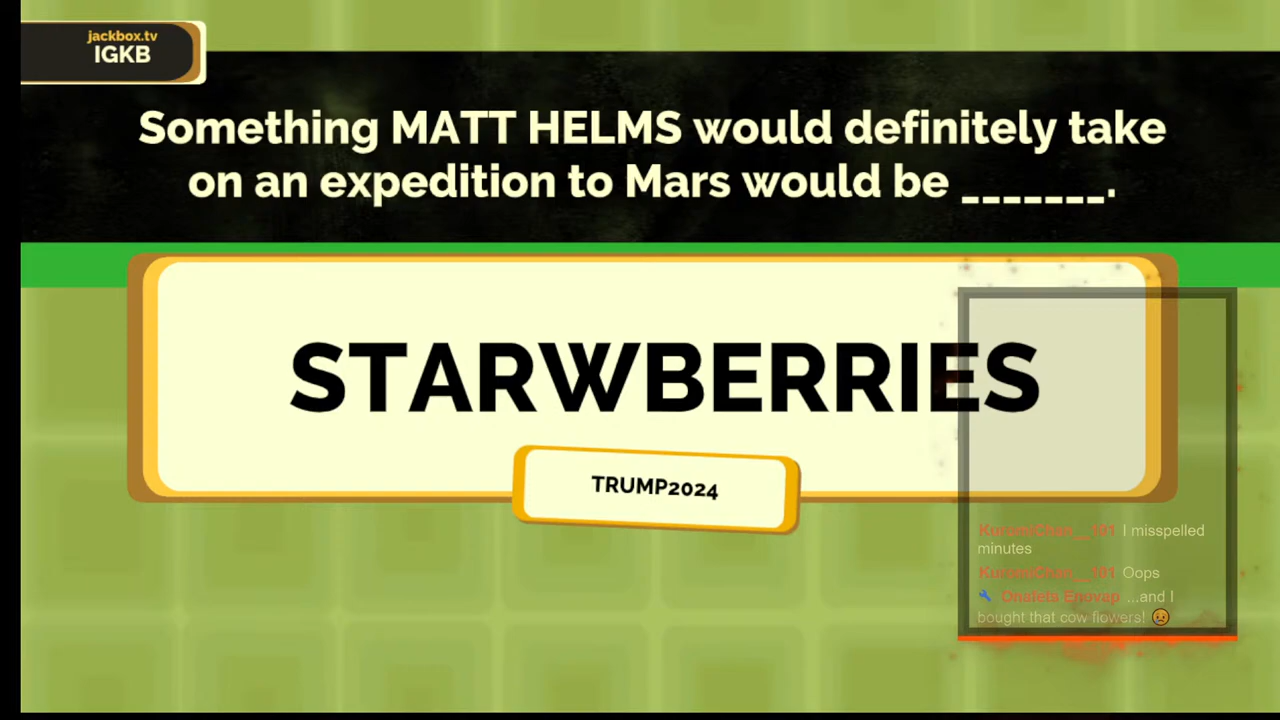 jackbox.tv
IGKB
Something MATT HELMS would definitely take
on an expedition to Mars would be _______.
STARWBERRIES
TRUMP2024
I misspelled
minutes
Oops
...and I
bought that cow flowers! 😢